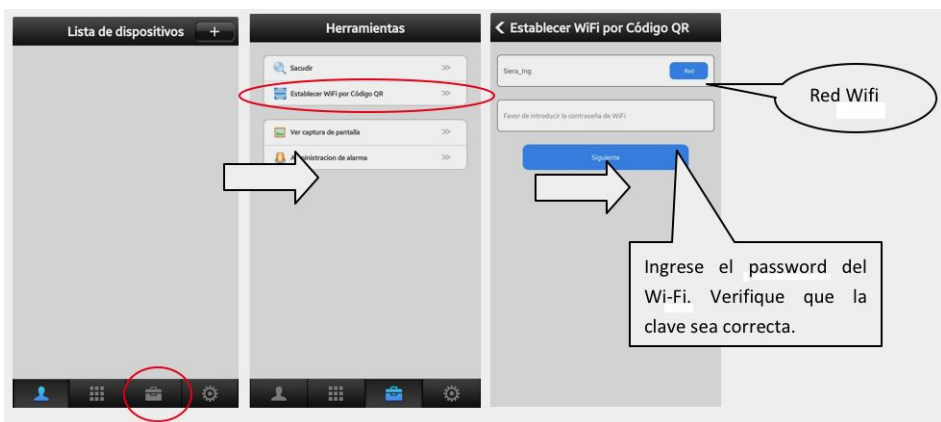 Lista de dispositivos +
Herramientas
Sacudir
Establecer WiFi por Código QR
Ver captura de pantalla
Administracion de alarma
Establecer WiFi por Código QR
Siera_Ing
Red
Favor de introducir la contraseña de WiFi
Siguiente
Red Wifi
Ingrese el password del
Wi-Fi. Verifique que la
clave sea correcta.